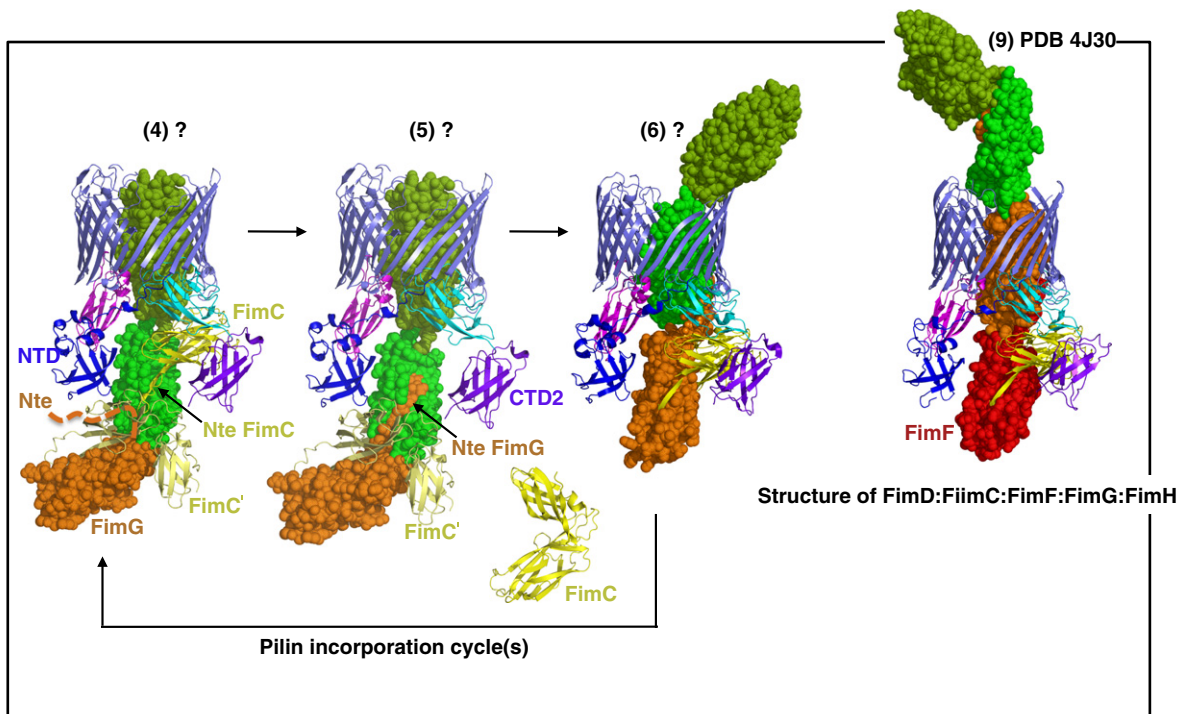 (9) PDB 4J30
(4) ?
(5) ?
(6) ?
FimC
NTD
CTD2
Nte
Nte FimC
Nte FimG
FimF
FimC'
FimG
FimC'
FimC
Structure of FimD:FiimC:FimF:FimG:FimH
Pilin incorporation cycle(s)